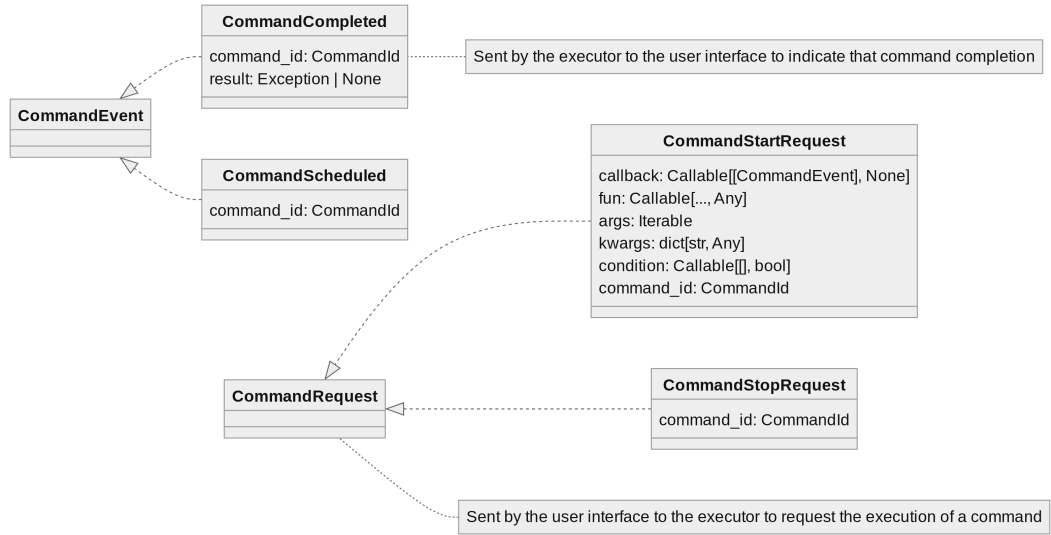 CommandCompleted
command_id: CommandId
result: Exception | None
Sent by the executor to the user interface to indicate that command completion
CommandEvent
CommandScheduled
command_id: CommandId
CommandStartRequest
callback: Callable[[CommandEvent], None]
fun: Callable[..., Any]
args: Iterable
kwargs: dict[str, Any]
condition: Callable[[], bool]
command_id: CommandId
CommandRequest
CommandStopRequest
command_id: CommandId
Sent by the user interface to the executor to request the execution of a command